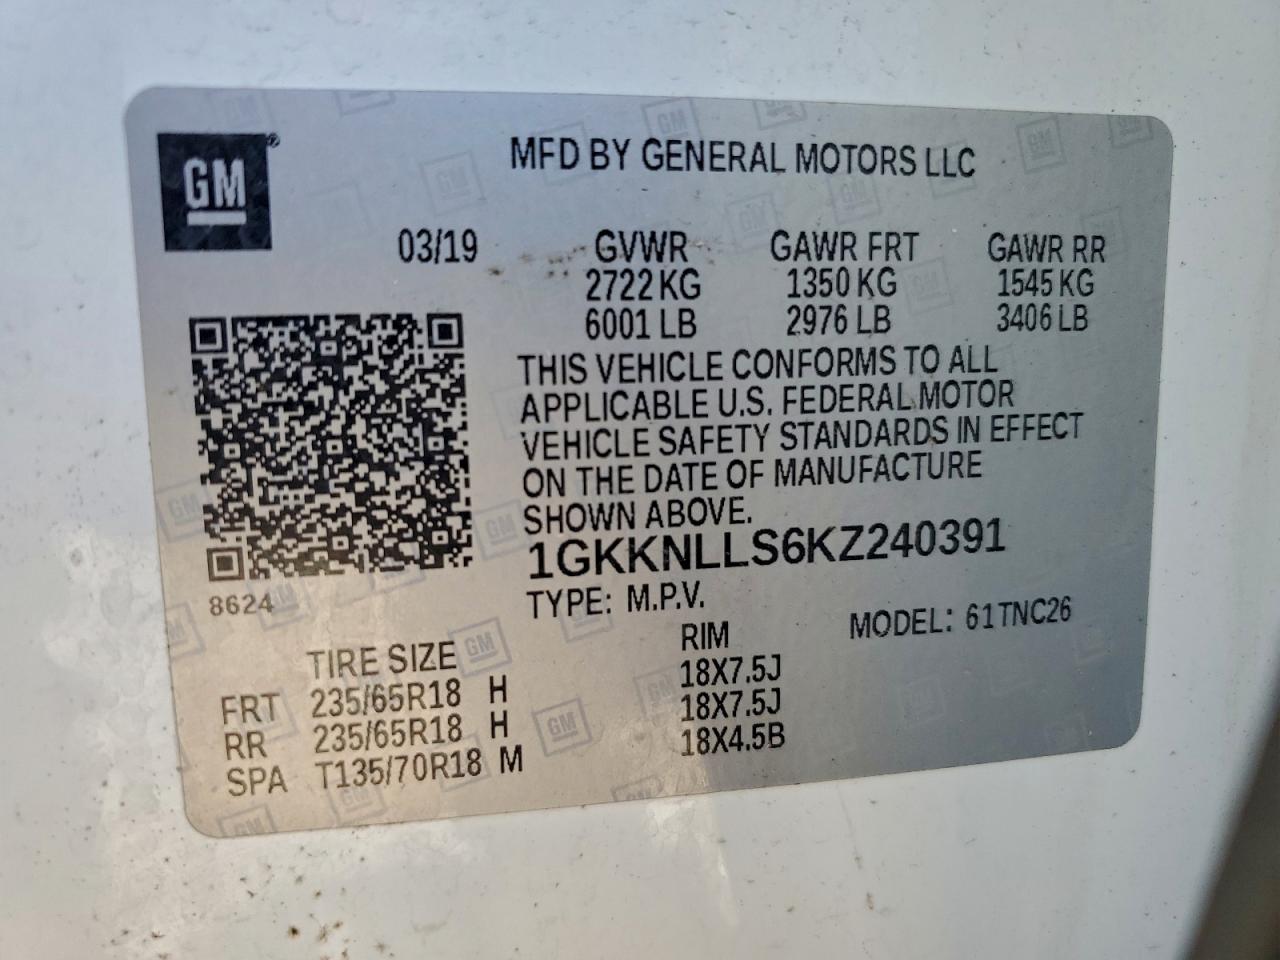 GM
MFD BY GENERAL MOTORS LLC
03/19 GVWR GAWR FRT GAWR RR
2722 KG 1350 KG 1545 KG
6001 LB 2976 LB 3406 LB
THIS VEHICLE CONFORMS TO ALL
APPLICABLE U.S. FEDERAL MOTOR
VEHICLE SAFETY STANDARDS IN EFFECT
ON THE DATE OF MANUFACTURE
SHOWN ABOVE.
1GKKNLLS6KZ240391
8624
TYPE: M.P.V. MODEL: 61TNC26
TIRE SIZE RIM
FRT 235/65R18 H 18X7.5J
RR 235/65R18 H 18X7.5J
SPA T135/70R18 M 18X4.5B